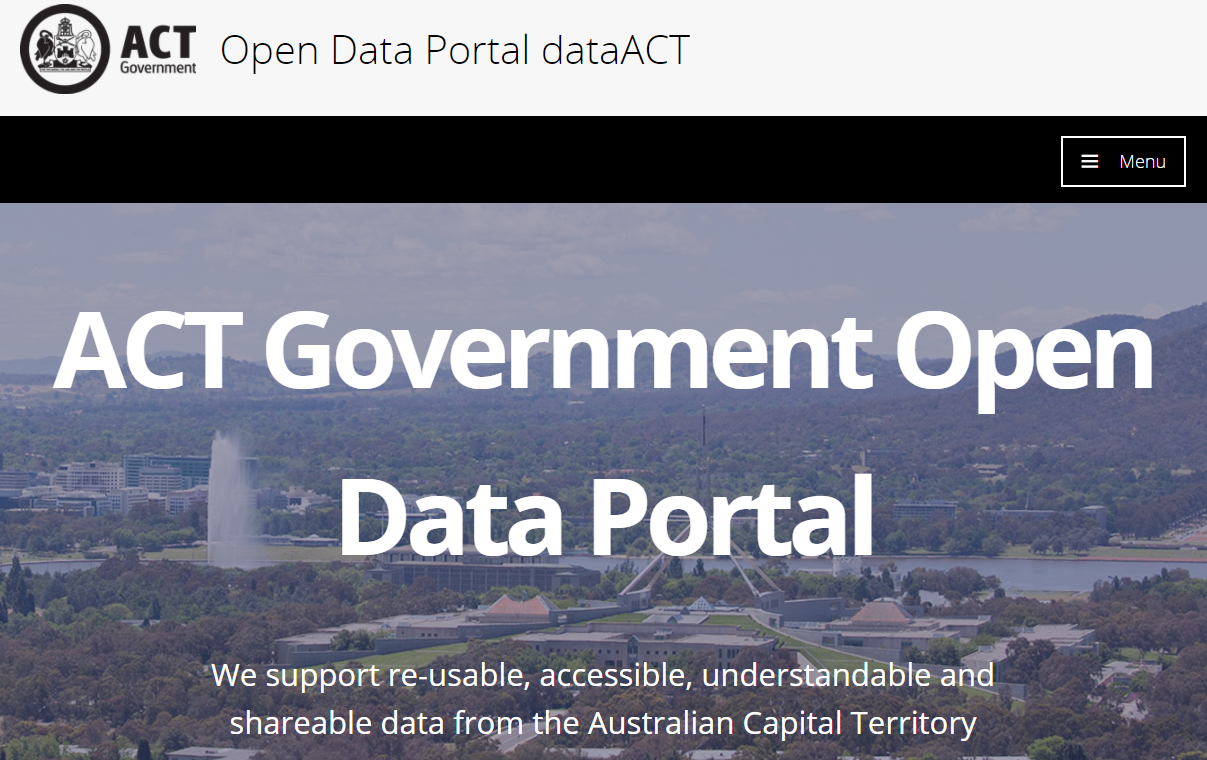 ACT
Government
Open Data Portal dataACT
Menu
ACT Government Open
Data Portal
We support re-usable, accessible, understandable and
shareable data from the Australian Capital Territory